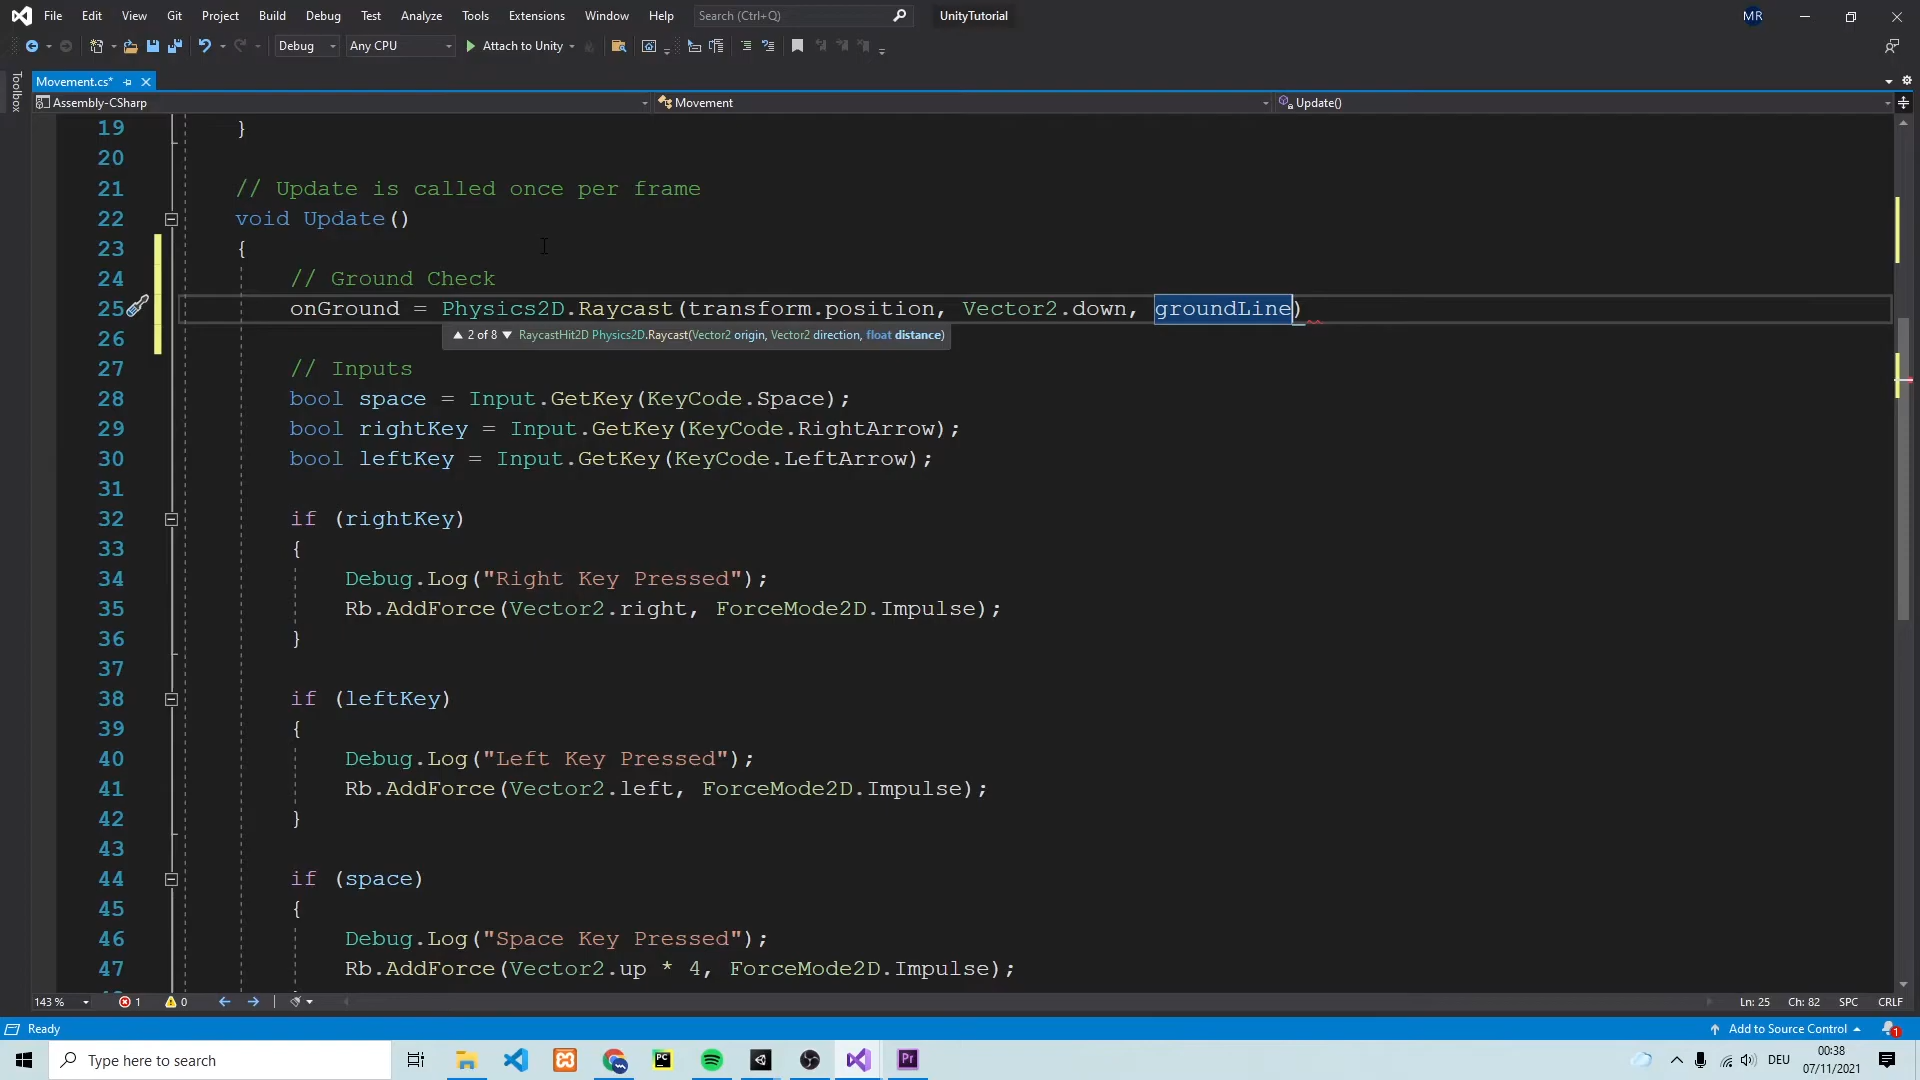 File Edit View Git Project Build Debug Test Analyze Tools Extensions Window Help Search (Ctrl+Q) UnityTutorial MR
Debug Any CPU Attach to Unity
Toolbox
Movement.cs*
Assembly-CSharp Movement Update()
19 }
20
21 // Update is called once per frame
22 void Update()
23 {
24 // Ground Check
25 onGround = Physics2D.Raycast(transform.position, Vector2.down, groundLine)
26 ▲ 2 of 8 ▼ RaycastHit2D Physics2D.Raycast(Vector2 origin, Vector2 direction, float distance)
27 // Inputs
28 bool space = Input.GetKey(KeyCode.Space);
29 bool rightKey = Input.GetKey(KeyCode.RightArrow);
30 bool leftKey = Input.GetKey(KeyCode.LeftArrow);
31
32 if (rightKey)
33 {
34 Debug.Log("Right Key Pressed");
35 Rb.AddForce(Vector2.right, ForceMode2D.Impulse);
36 }
37
38 if (leftKey)
39 {
40 Debug.Log("Left Key Pressed");
41 Rb.AddForce(Vector2.left, ForceMode2D.Impulse);
42 }
43
44 if (space)
45 {
46 Debug.Log("Space Key Pressed");
47 Rb.AddForce(Vector2.up * 4, ForceMode2D.Impulse);
143 % 1 0 Ln: 25 Ch: 82 SPC CRLF
Ready Add to Source Control 1
Type here to search PC Pr DEU 00:38
07/11/2021